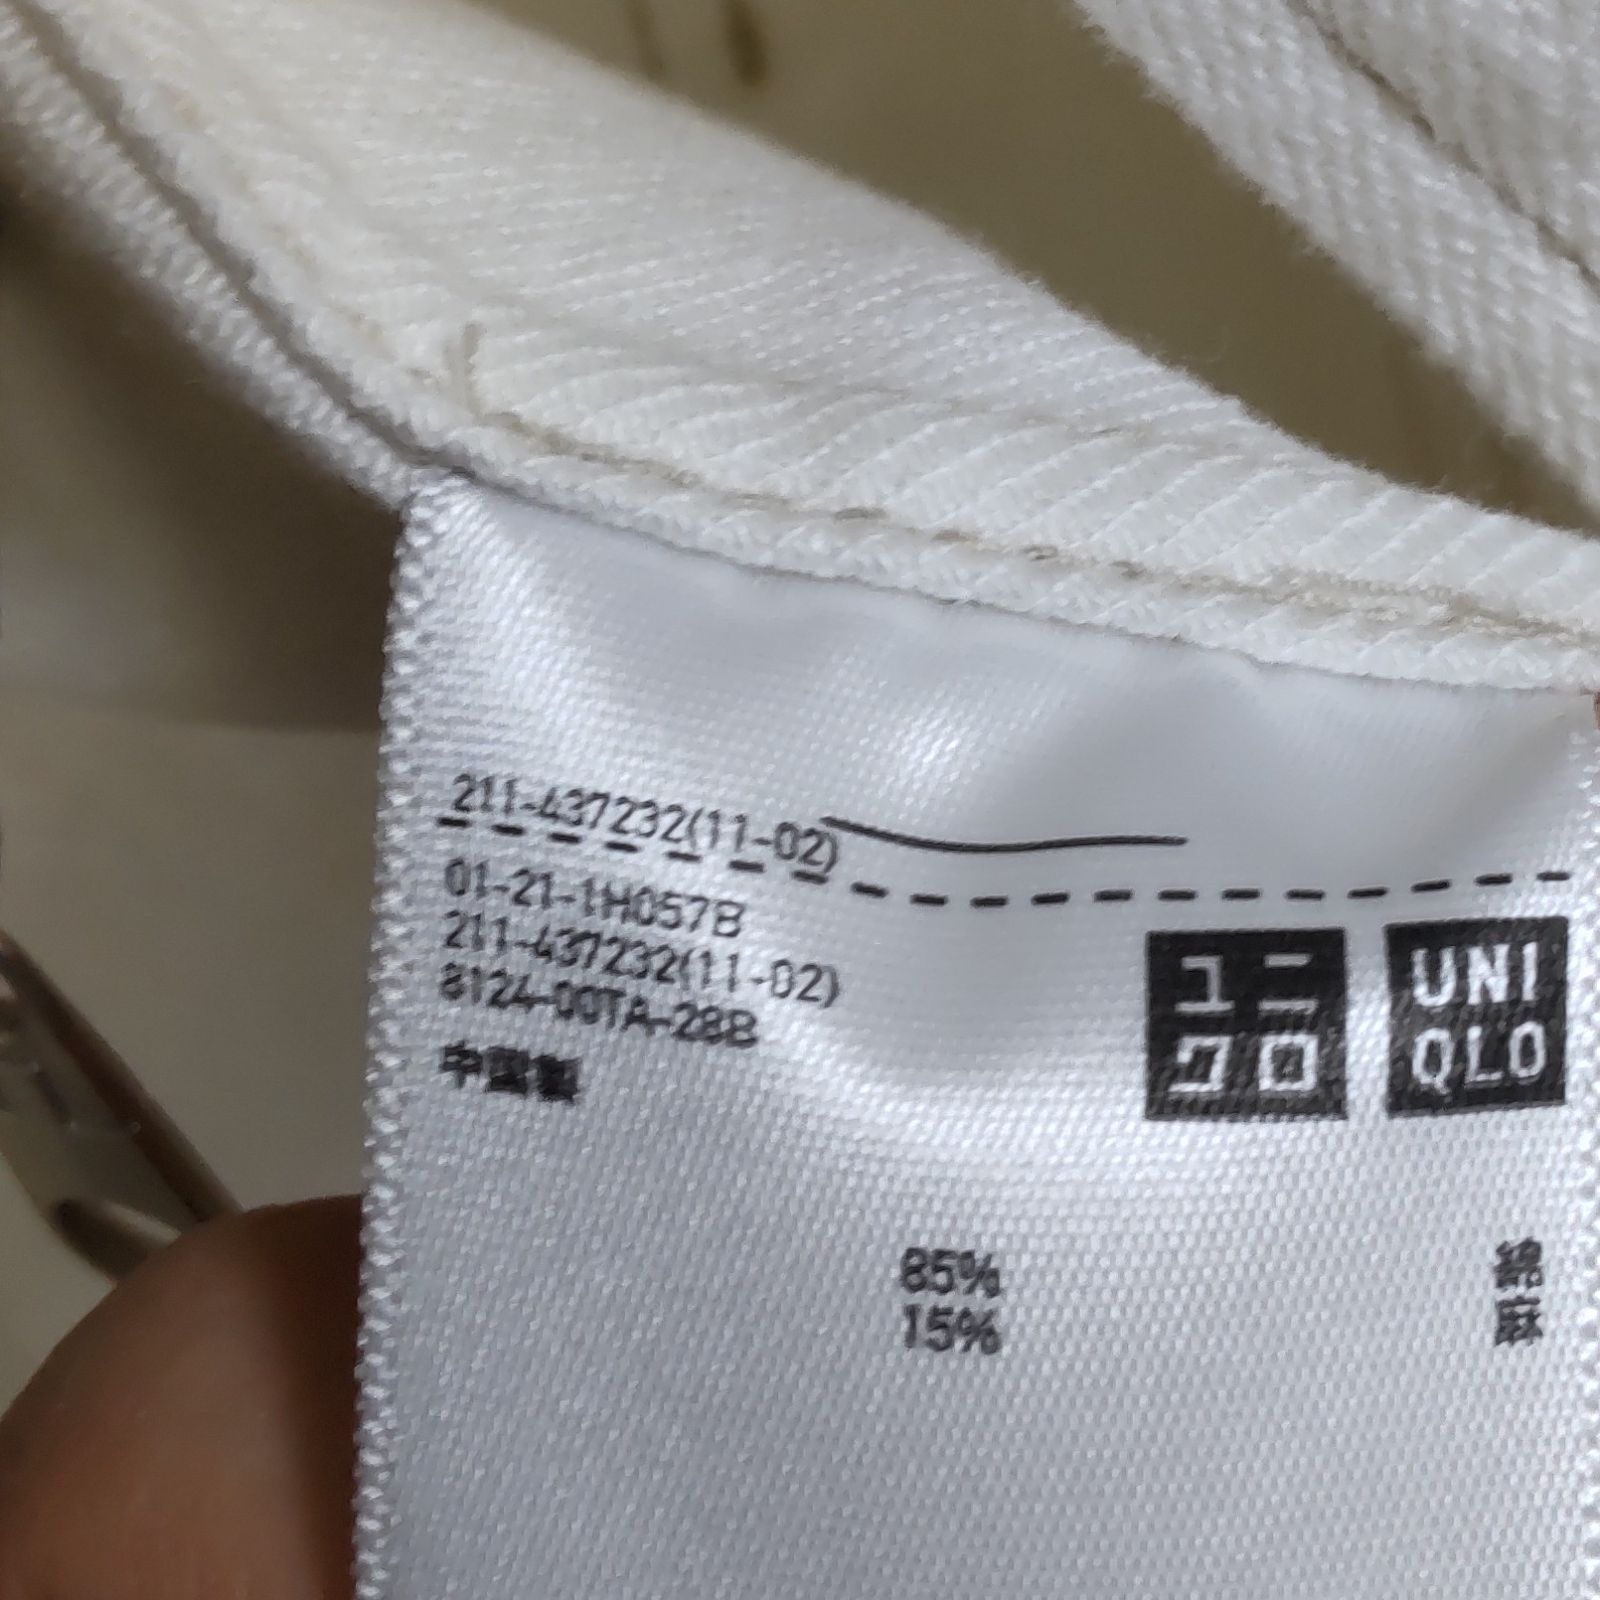 211-437232(11-02)
01-21-1H057B
211-437232(11-02)
8124-00TA-28B
中国製
ユニ
クロ
UNI
QLO
85% 綿
15% 麻